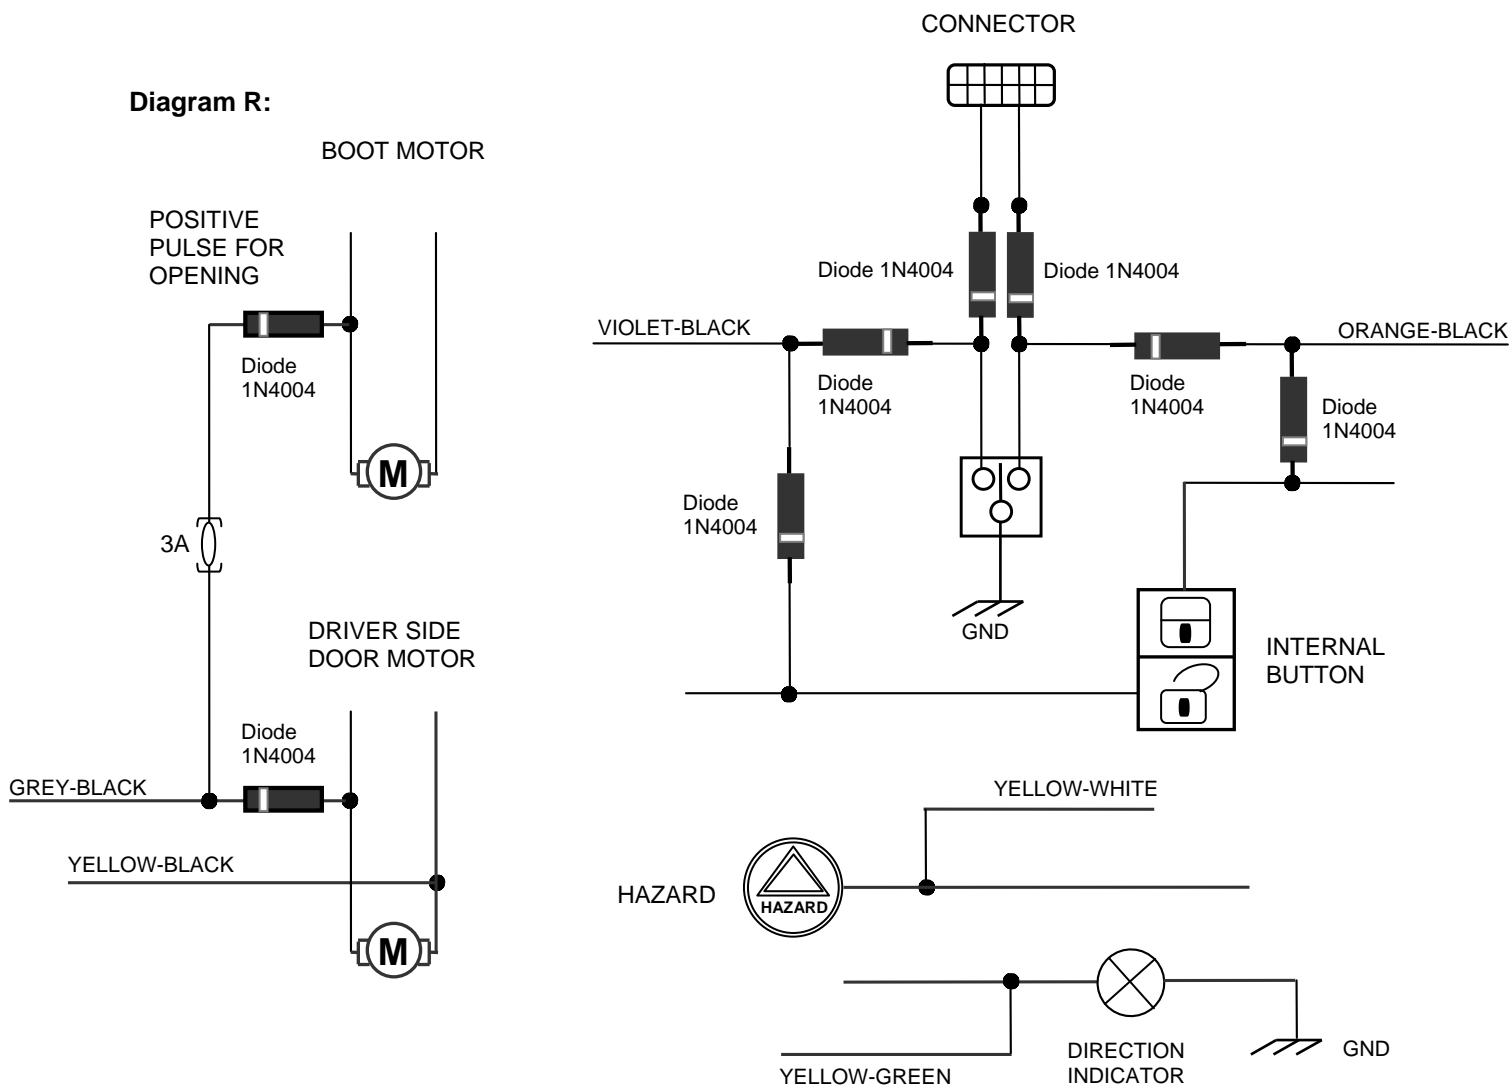 CONNECTOR
Diagram R:
BOOT MOTOR
POSITIVE
PULSE FOR
OPENING
Diode
1N4004
3A
DRIVER SIDE
DOOR MOTOR
M
Diode
1N4004
GREY-BLACK
YELLOW-BLACK
M
Diode 1N4004
Diode 1N4004
VIOLET-BLACK
ORANGE-BLACK
Diode
1N4004
Diode
1N4004
Diode
1N4004
Diode
1N4004
GND
INTERNAL
BUTTON
YELLOW-WHITE
HAZARD
HAZARD
YELLOW-GREEN
DIRECTION
INDICATOR
GND